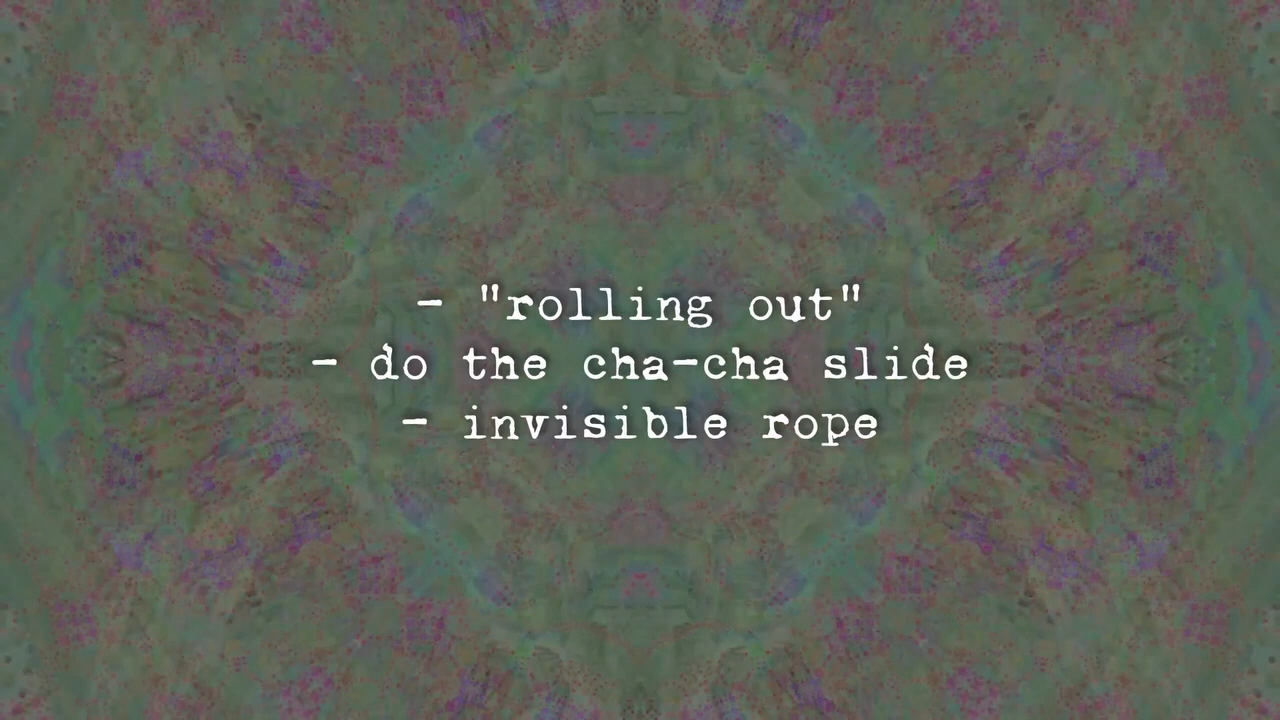 - "rolling out"
- do the cha-cha slide
- invisible rope